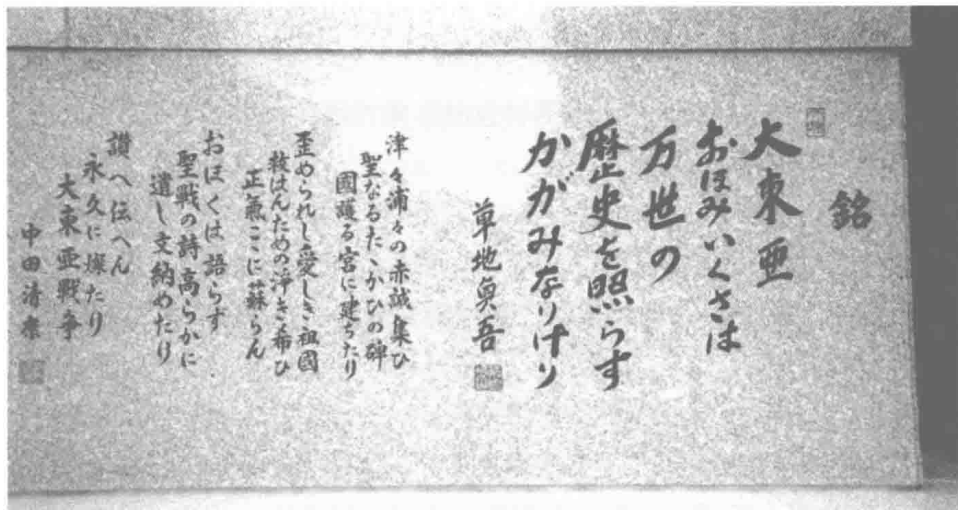 銘
大東亜
おほみいくさは
万世の
歴史を照らす
かがみなりけり
草地貞吾
津々浦々の赤誠集ひ
聖なるたゝかひの碑
國護る宮に建ちたり
歪められし愛しき祖國
祓はんための淨き希ひ
正氣こゝに蘇らん
おほくは語らず
聖戦の詩高らかに
遺し文納めたり
讃へ伝へん
永久に燦たり
大東亜戦争
中田清康